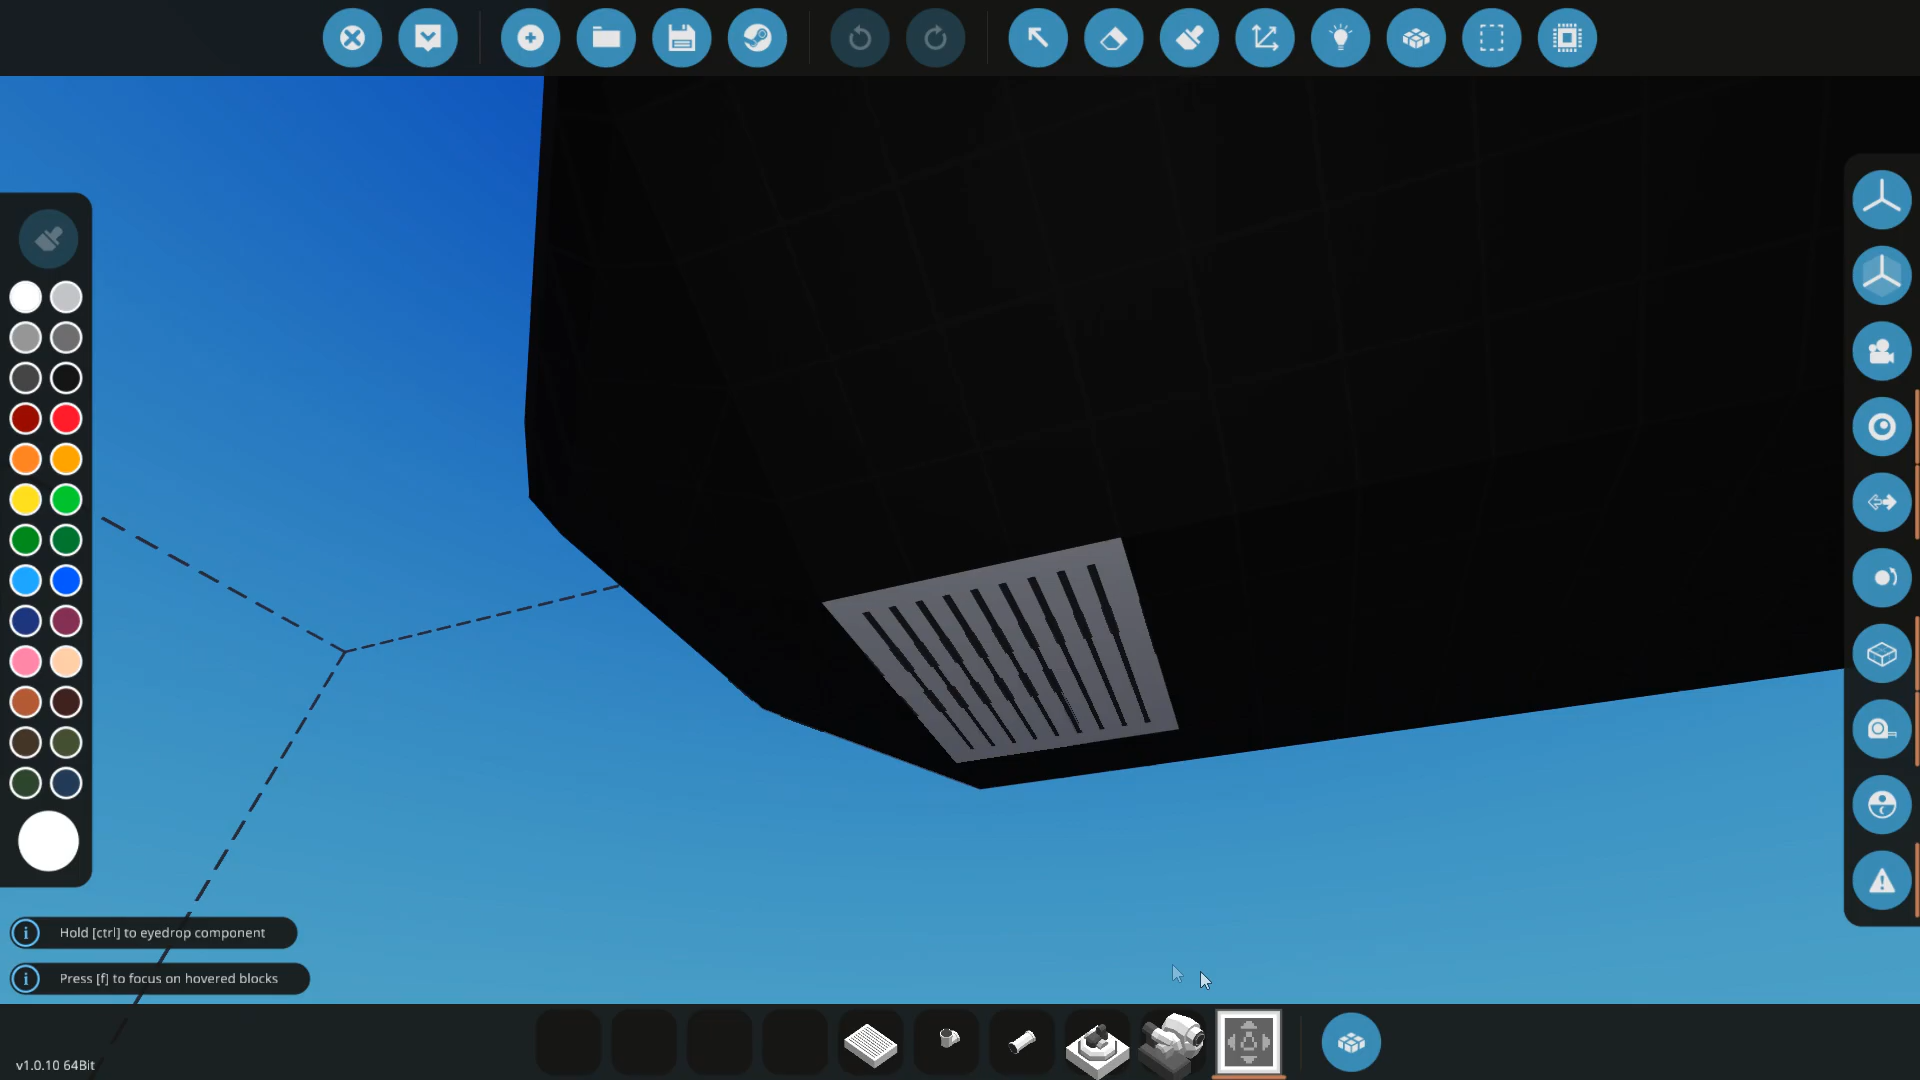 Hold [ctrl] to eyedrop component
Press [f] to focus on hovered blocks
v1.0.10 64Bit